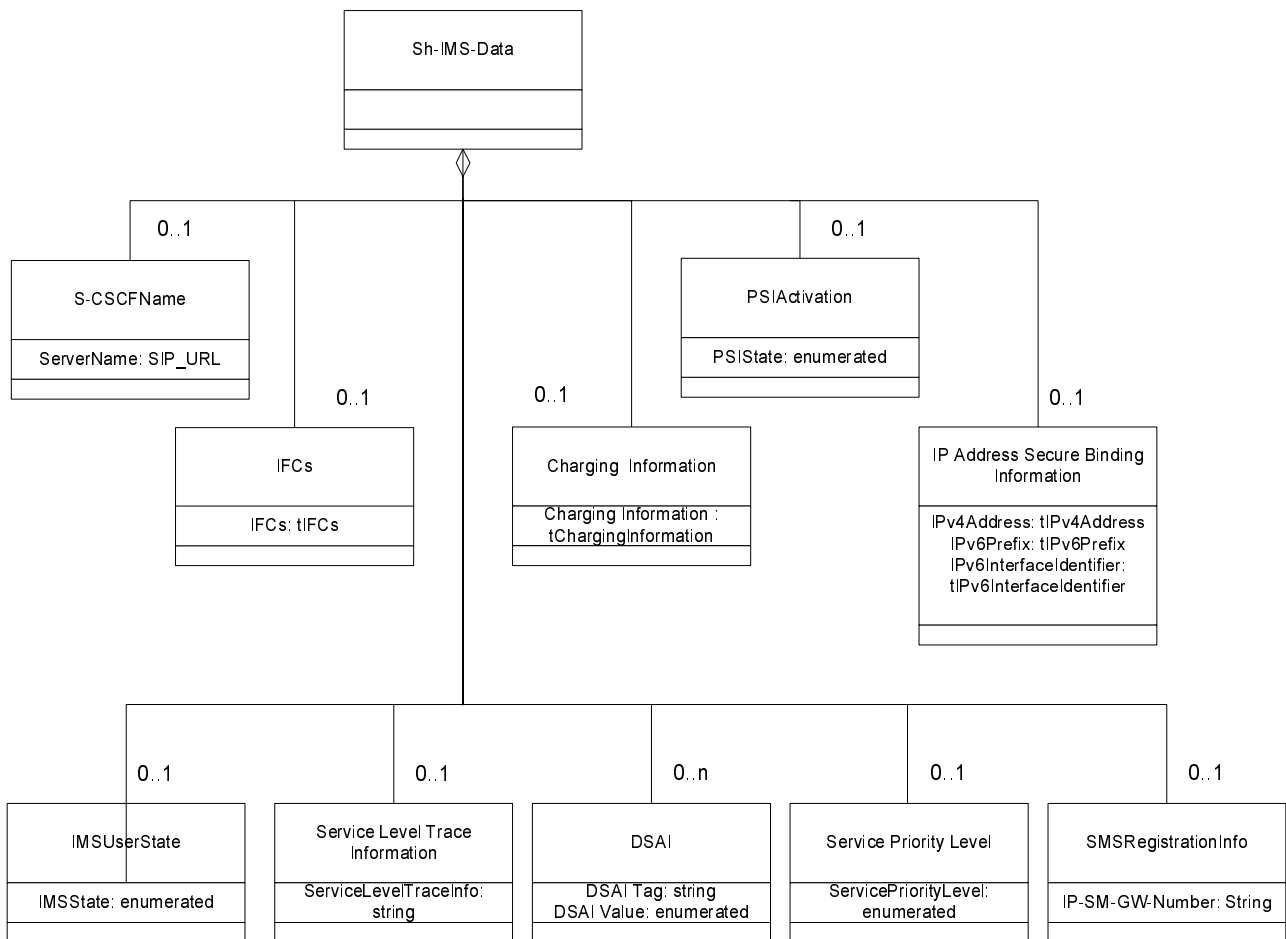 Sh-IMS-Data
0..1
0..1
S-CSCFName
PSIActivation
ServerName: SIP_URL
PSIState: enumerated
0..1
0..1
0..1
IFCs
IFCs: tIFCs
Charging Information
Charging Information :
tChargingInformation
IP Address Secure Binding
Information
IPv4Address: tIPv4Address
IPv6Prefix: tIPv6Prefix
IPv6InterfaceIdentifier:
tIPv6InterfaceIdentifier
0..1
0..1
0..n
0..1
0..1
IMSUserState
IMSState: enumerated
Service Level Trace
Information
ServiceLevelTraceInfo:
string
DSAI
DSAI Tag: string
DSAI Value: enumerated
Service Priority Level
ServicePriorityLevel:
enumerated
SMSRegistrationInfo
IP-SM-GW-Number: String